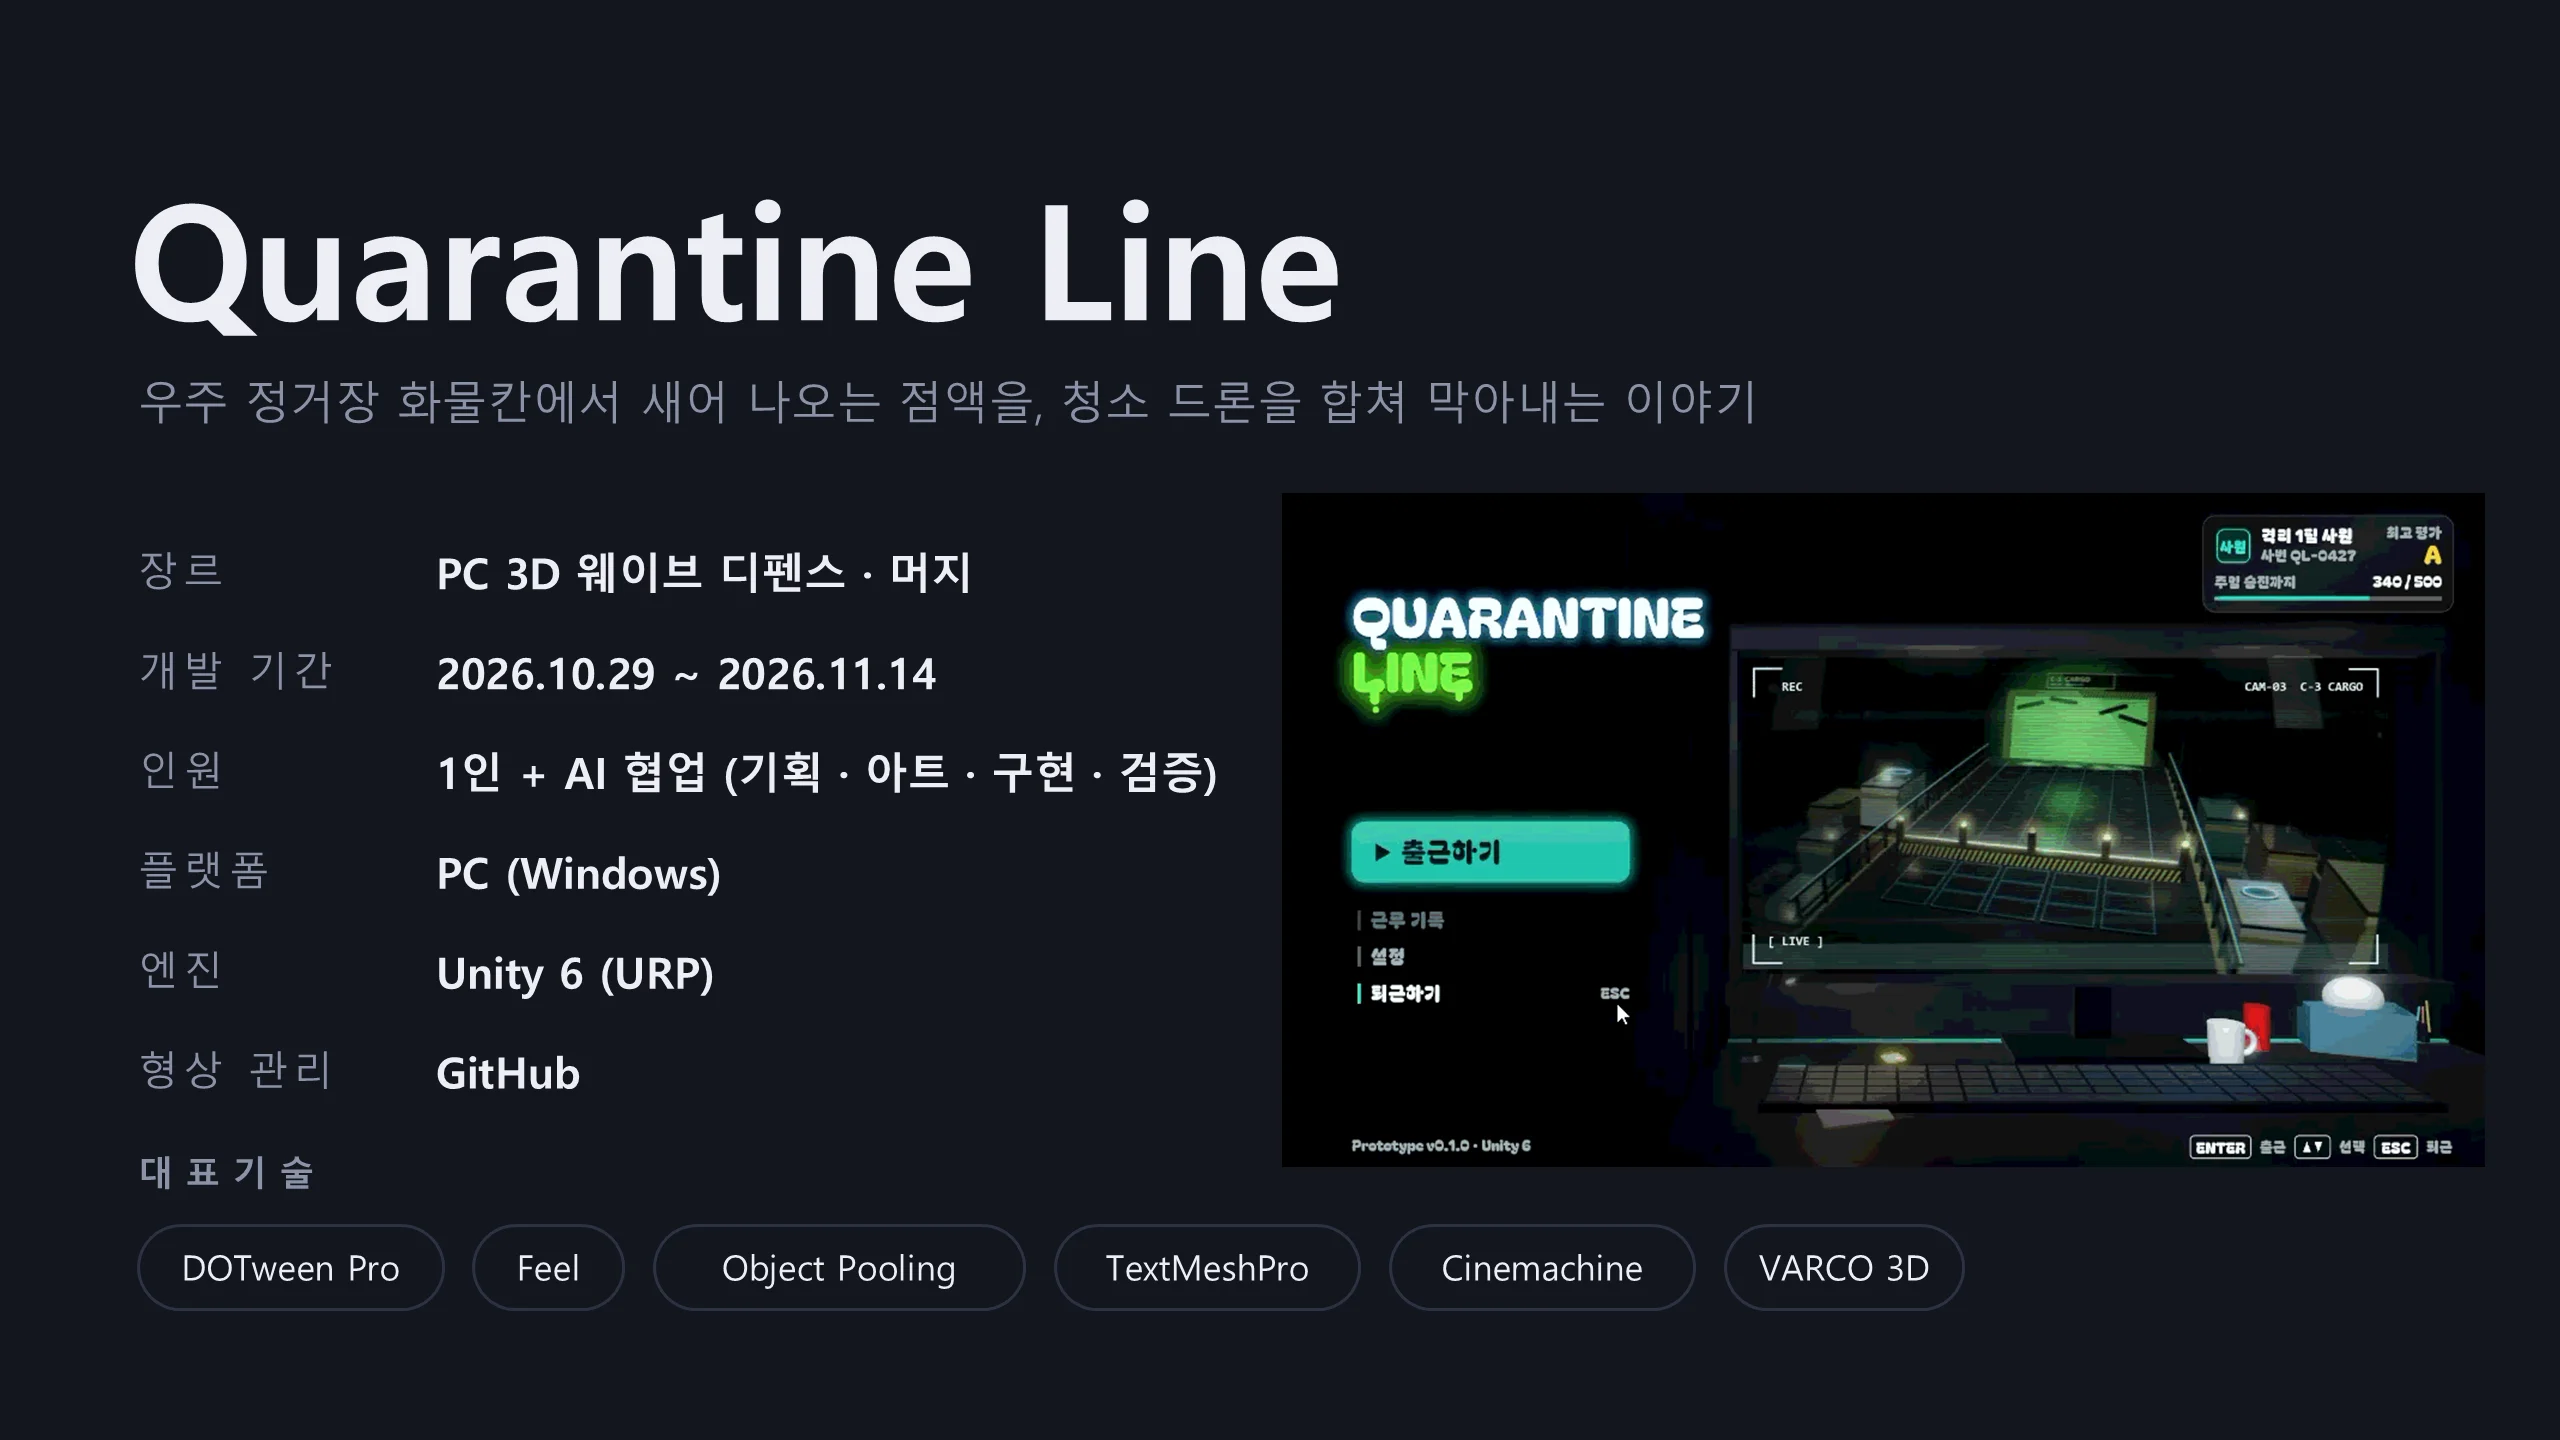 Quarantine Line
우주 정거장 화물칸에서 새어 나오는 점액을, 청소 드론을 합쳐 막아내는 이야기
장르 PC 3D 웨이브 디펜스 · 머지
개발 기간 2026.10.29 ~ 2026.11.14
인원 1인 + AI 협업 (기획 · 아트 · 구현 · 검증)
플랫폼 PC (Windows)
엔진 Unity 6 (URP)
형상 관리 GitHub
대표기술
DOTween Pro
Feel
Object Pooling
TextMeshPro
Cinemachine
VARCO 3D
사원 격리 1팀 사원 최고 평가
사번 QL-0427 A
주임 승진까지 340 / 500
QUARANTINE
LINE
REC CAM-03 C-3 CARGO
[ LIVE ]
▶ 출근하기
근무 기록
설정
퇴근하기 ESC
Prototype v0.1.0 · Unity 6
ENTER 출근 ▲▼ 선택 ESC 퇴근